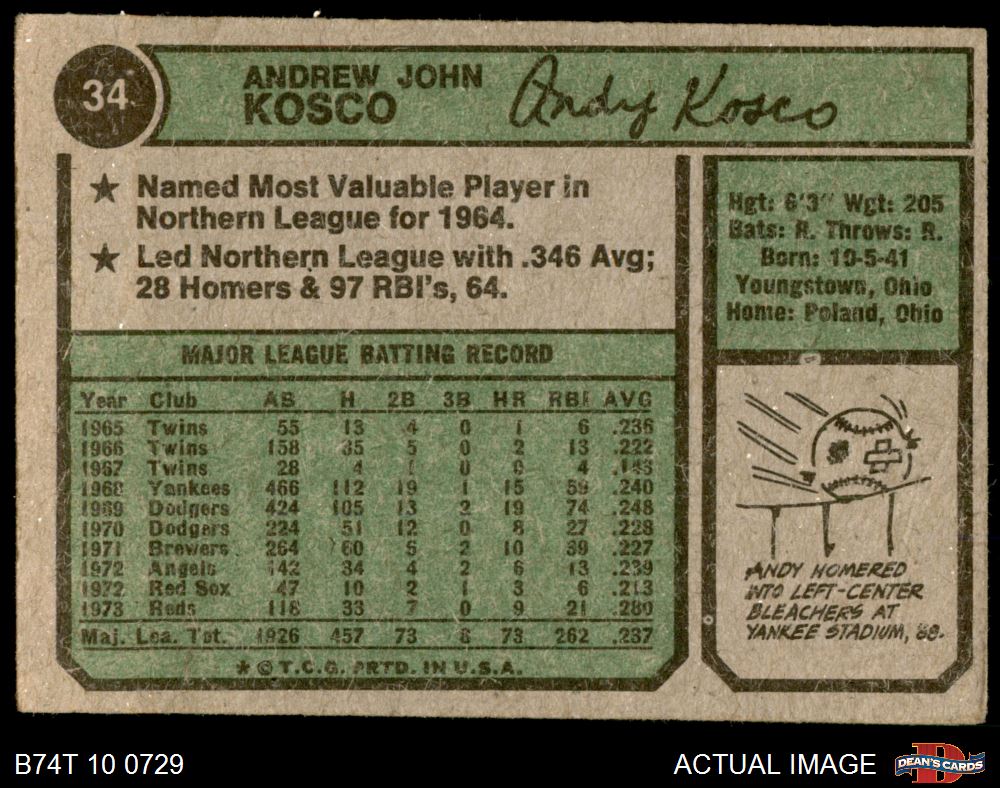 34
ANDREW JOHN
KOSCO
Andy Kosco
★ Named Most Valuable Player in
Northern League for 1964.
★ Led Northern League with .346 Avg;
28 Homers & 97 RBI's, 64.
Hgt: 6'3" Wgt: 205
Bats: R. Throws: R.
Born: 10-5-41
Youngstown, Ohio
Home: Poland, Ohio
MAJOR LEAGUE BATTING RECORD
Year Club AB H 2B 3B HR RBI AVG
1965 Twins 55 13 4 0 1 6 .236
1966 Twins 158 35 5 0 2 13 .222
1967 Twins 28 4 1 0 0 4 .143
1968 Yankees 466 112 19 1 15 59 .240
1969 Dodgers 424 105 13 2 19 74 .248
1970 Dodgers 224 51 12 0 8 27 .228
1971 Brewers 264 60 6 2 10 39 .227
1972 Angels 142 34 4 2 6 13 .239
1972 Red Sox 47 10 2 1 3 6 .213
1973 Reds 118 33 7 0 9 21 .280
Maj. Lea. Tot. 1926 457 73 8 73 262 .237
★ © T.C.G. PRTD. IN U.S.A.
ANDY HOMERED
INTO LEFT-CENTER
BLEACHERS AT
YANKEE STADIUM, 68.
B74T 10 0729
ACTUAL IMAGE
DEAN'S CARDS